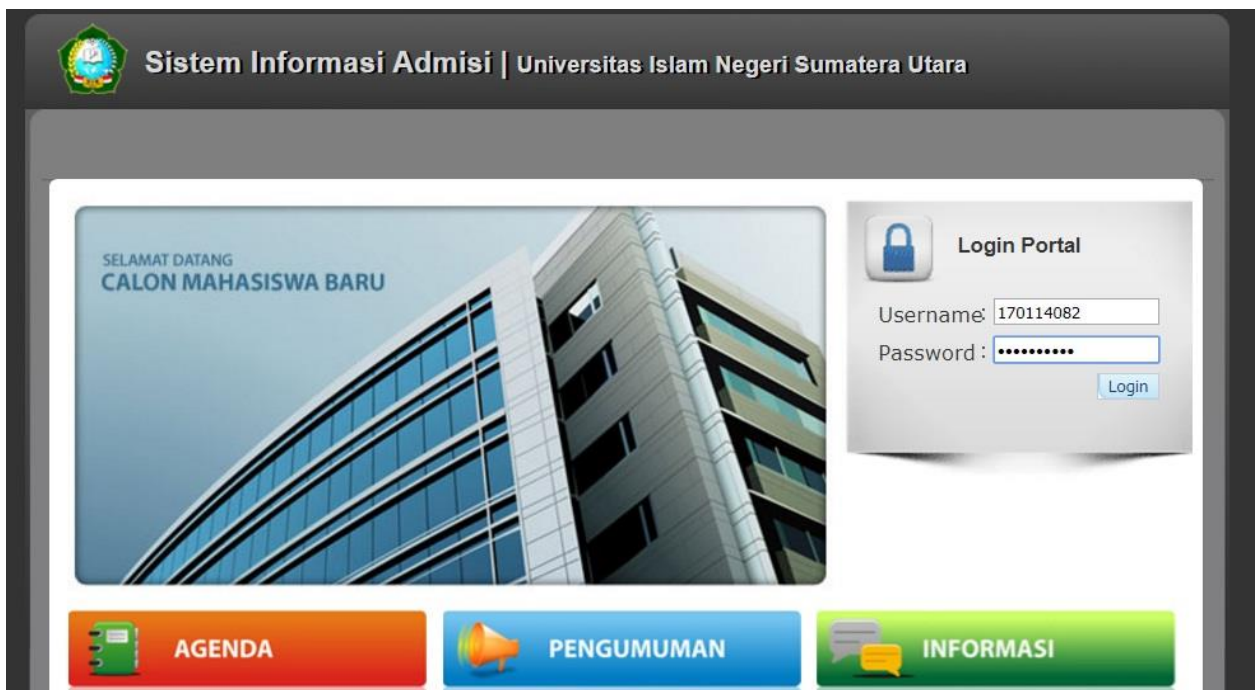 Sistem Informasi Admisi | Universitas Islam Negeri Sumatera Utara
SELAMAT DATANG
CALON MAHASISWA BARU
Login Portal
Username: 170114082
Password : ••••••••••
Login
AGENDA
PENGUMUMAN
INFORMASI